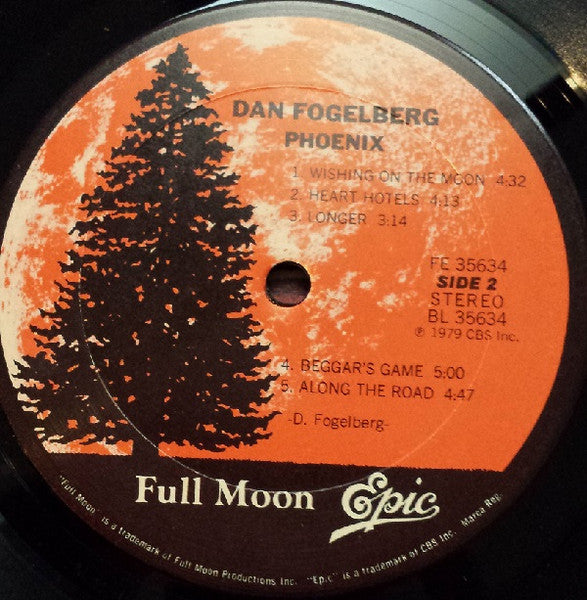 DAN FOGELBERG
PHOENIX
1. WISHING ON THE MOON 4:32
2. HEART HOTELS 4:13
3. LONGER 3:14
FE 35634
SIDE 2
STEREO
BL 35634
℗ 1979 CBS Inc.
4. BEGGAR'S GAME 5:00
5. ALONG THE ROAD 4:47
-D. Fogelberg-
Full Moon Epic
"Full Moon" is a trademark of Full Moon Productions Inc. "Epic" is a trademark of CBS Inc. Marca Reg.